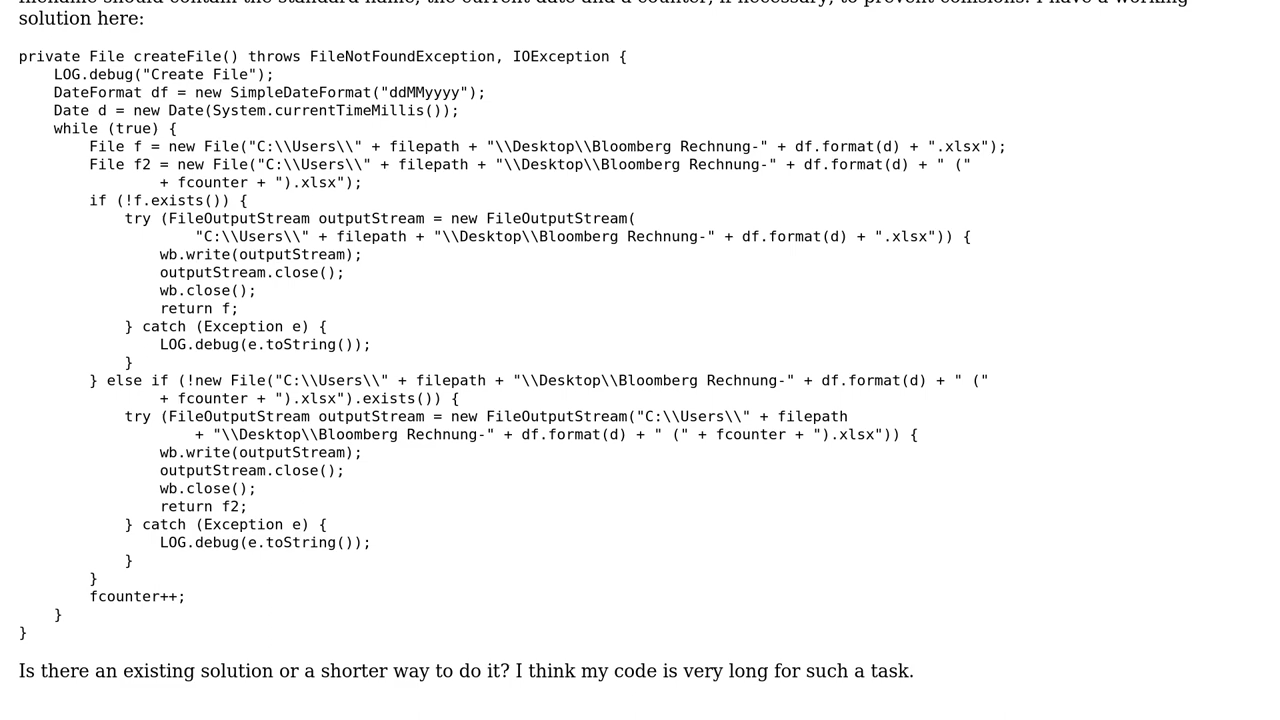 solution here:
private File createFile() throws FileNotFoundException, IOException {
    LOG.debug("Create File");
    DateFormat df = new SimpleDateFormat("ddMMyyyy");
    Date d = new Date(System.currentTimeMillis());
    while (true) {
        File f = new File("C:\\Users\\" + filepath + "\\Desktop\\Bloomberg Rechnung-" + df.format(d) + ".xlsx");
        File f2 = new File("C:\\Users\\" + filepath + "\\Desktop\\Bloomberg Rechnung-" + df.format(d) + " ("
                + fcounter + ").xlsx");
        if (!f.exists()) {
            try (FileOutputStream outputStream = new FileOutputStream(
                    "C:\\Users\\" + filepath + "\\Desktop\\Bloomberg Rechnung-" + df.format(d) + ".xlsx")) {
                wb.write(outputStream);
                outputStream.close();
                wb.close();
                return f;
            } catch (Exception e) {
                LOG.debug(e.toString());
            }
        } else if (!new File("C:\\Users\\" + filepath + "\\Desktop\\Bloomberg Rechnung-" + df.format(d) + " ("
                + fcounter + ").xlsx").exists()) {
            try (FileOutputStream outputStream = new FileOutputStream("C:\\Users\\" + filepath
                    + "\\Desktop\\Bloomberg Rechnung-" + df.format(d) + " (" + fcounter + ").xlsx")) {
                wb.write(outputStream);
                outputStream.close();
                wb.close();
                return f2;
            } catch (Exception e) {
                LOG.debug(e.toString());
            }
        }
        fcounter++;
    }
}
Is there an existing solution or a shorter way to do it? I think my code is very long for such a task.